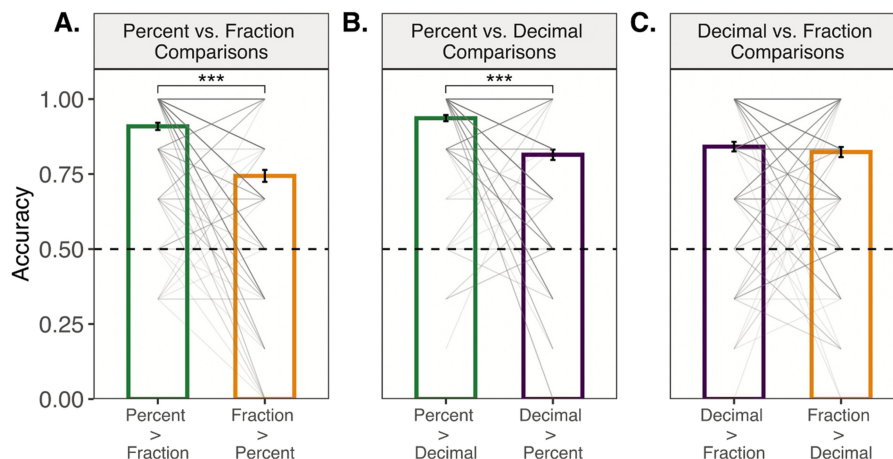 A.
Percent vs. Fraction
Comparisons
B.
Percent vs. Decimal
Comparisons
C.
Decimal vs. Fraction
Comparisons
***
***
Accuracy
1.00
0.75
0.50
0.25
0.00
Percent
>
Fraction
Fraction
>
Percent
Percent
>
Decimal
Decimal
>
Percent
Decimal
>
Fraction
Fraction
>
Decimal